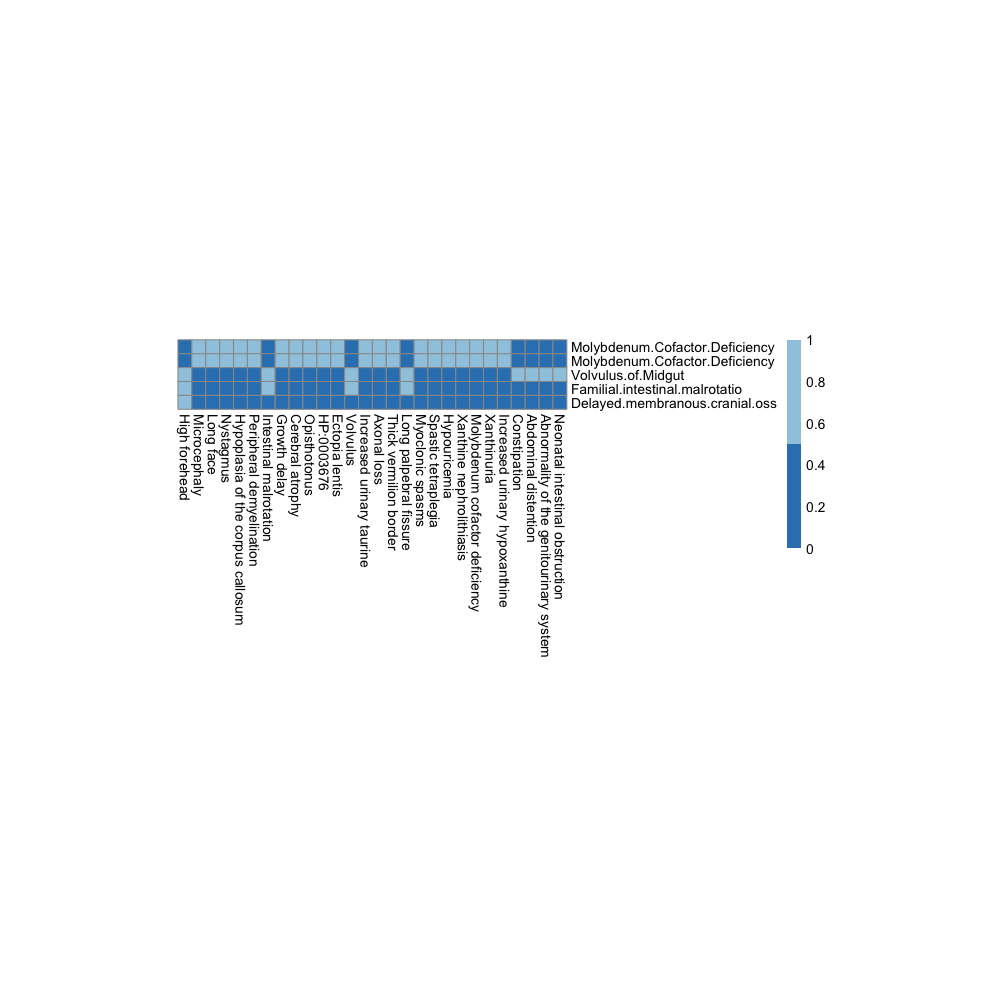 Molybdenum.Cofactor.Deficiency
Molybdenum.Cofactor.Deficiency
Volvulus.of.Midgut
Familial.intestinal.malrotatio
Delayed.membranous.cranial.oss
1
0.8
0.6
0.4
0.2
0
High forehead
Microcephaly
Long face
Nystagmus
Hypoplasia of the corpus callosum
Peripheral demyelination
Intestinal malrotation
Growth delay
Cerebral atrophy
Opisthotonus
HP:0003676
Ectopia lentis
Volvulus
Increased urinary taurine
Axonal loss
Thick vermilion border
Long palpebral fissure
Myoclonic spasms
Spastic tetraplegia
Hypouricemia
Xanthine nephrolithiasis
Molybdenum cofactor deficiency
Xanthinuria
Increased urinary hypoxanthine
Constipation
Abdominal distention
Abnormality of the genitourinary system
Neonatal intestinal obstruction